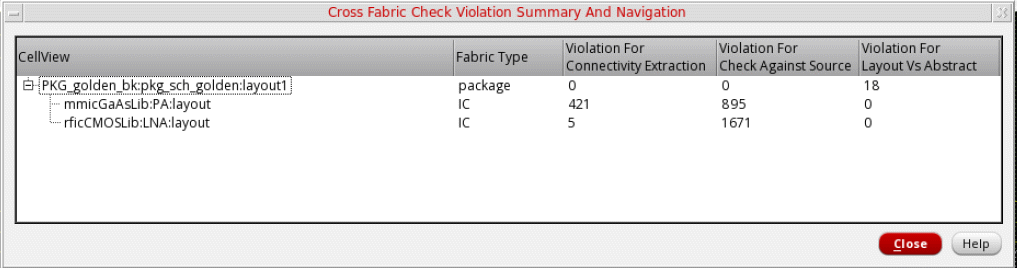 Cross Fabric Check Violation Summary And Navigation
CellView Fabric Type Violation For Connectivity Extraction Violation For Check Against Source Violation For Layout Vs Abstract
PKG_golden_bk:pkg_sch_golden:layout1 package 0 0 18
mmicGaAsLib:PA:layout IC 421 895 0
rficCMOSLib:LNA:layout IC 5 1671 0
Close Help